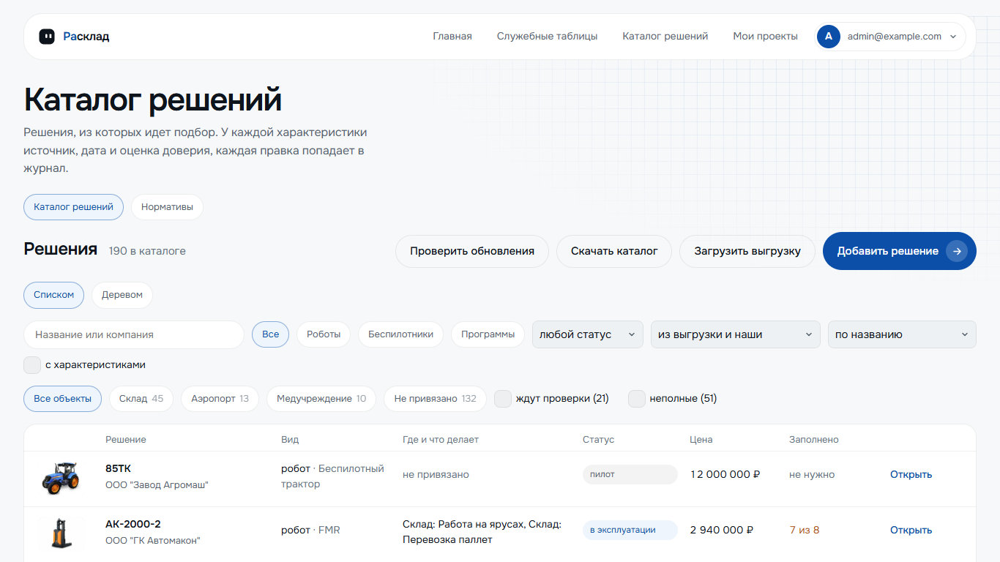 Расклад
Главная
Служебные таблицы
Каталог решений
Мои проекты
A
admin@example.com
Каталог решений
Решения, из которых идет подбор. У каждой характеристики
источник, дата и оценка доверия, каждая правка попадает в
журнал.
Каталог решений
Нормативы
Решения
190 в каталоге
Проверить обновления
Скачать каталог
Загрузить выгрузку
Добавить решение
Списком
Деревом
Название или компания
Все
Роботы
Беспилотники
Программы
любой статус
из выгрузки и наши
по названию
с характеристиками
Все объекты
Склад 45
Аэропорт 13
Медучреждение 10
Не привязано 132
ждут проверки (21)
неполные (51)
Решение
Вид
Где и что делает
Статус
Цена
Заполнено
85ТК
ООО "Завод Агромаш"
робот · Беспилотный
трактор
не привязано
пилот
12 000 000 ₽
не нужно
Открыть
АК-2000-2
ООО "ГК Автомакон"
робот · FMR
Склад: Работа на ярусах, Склад:
Перевозка паллет
в эксплуатации
2 940 000 ₽
7 из 8
Открыть